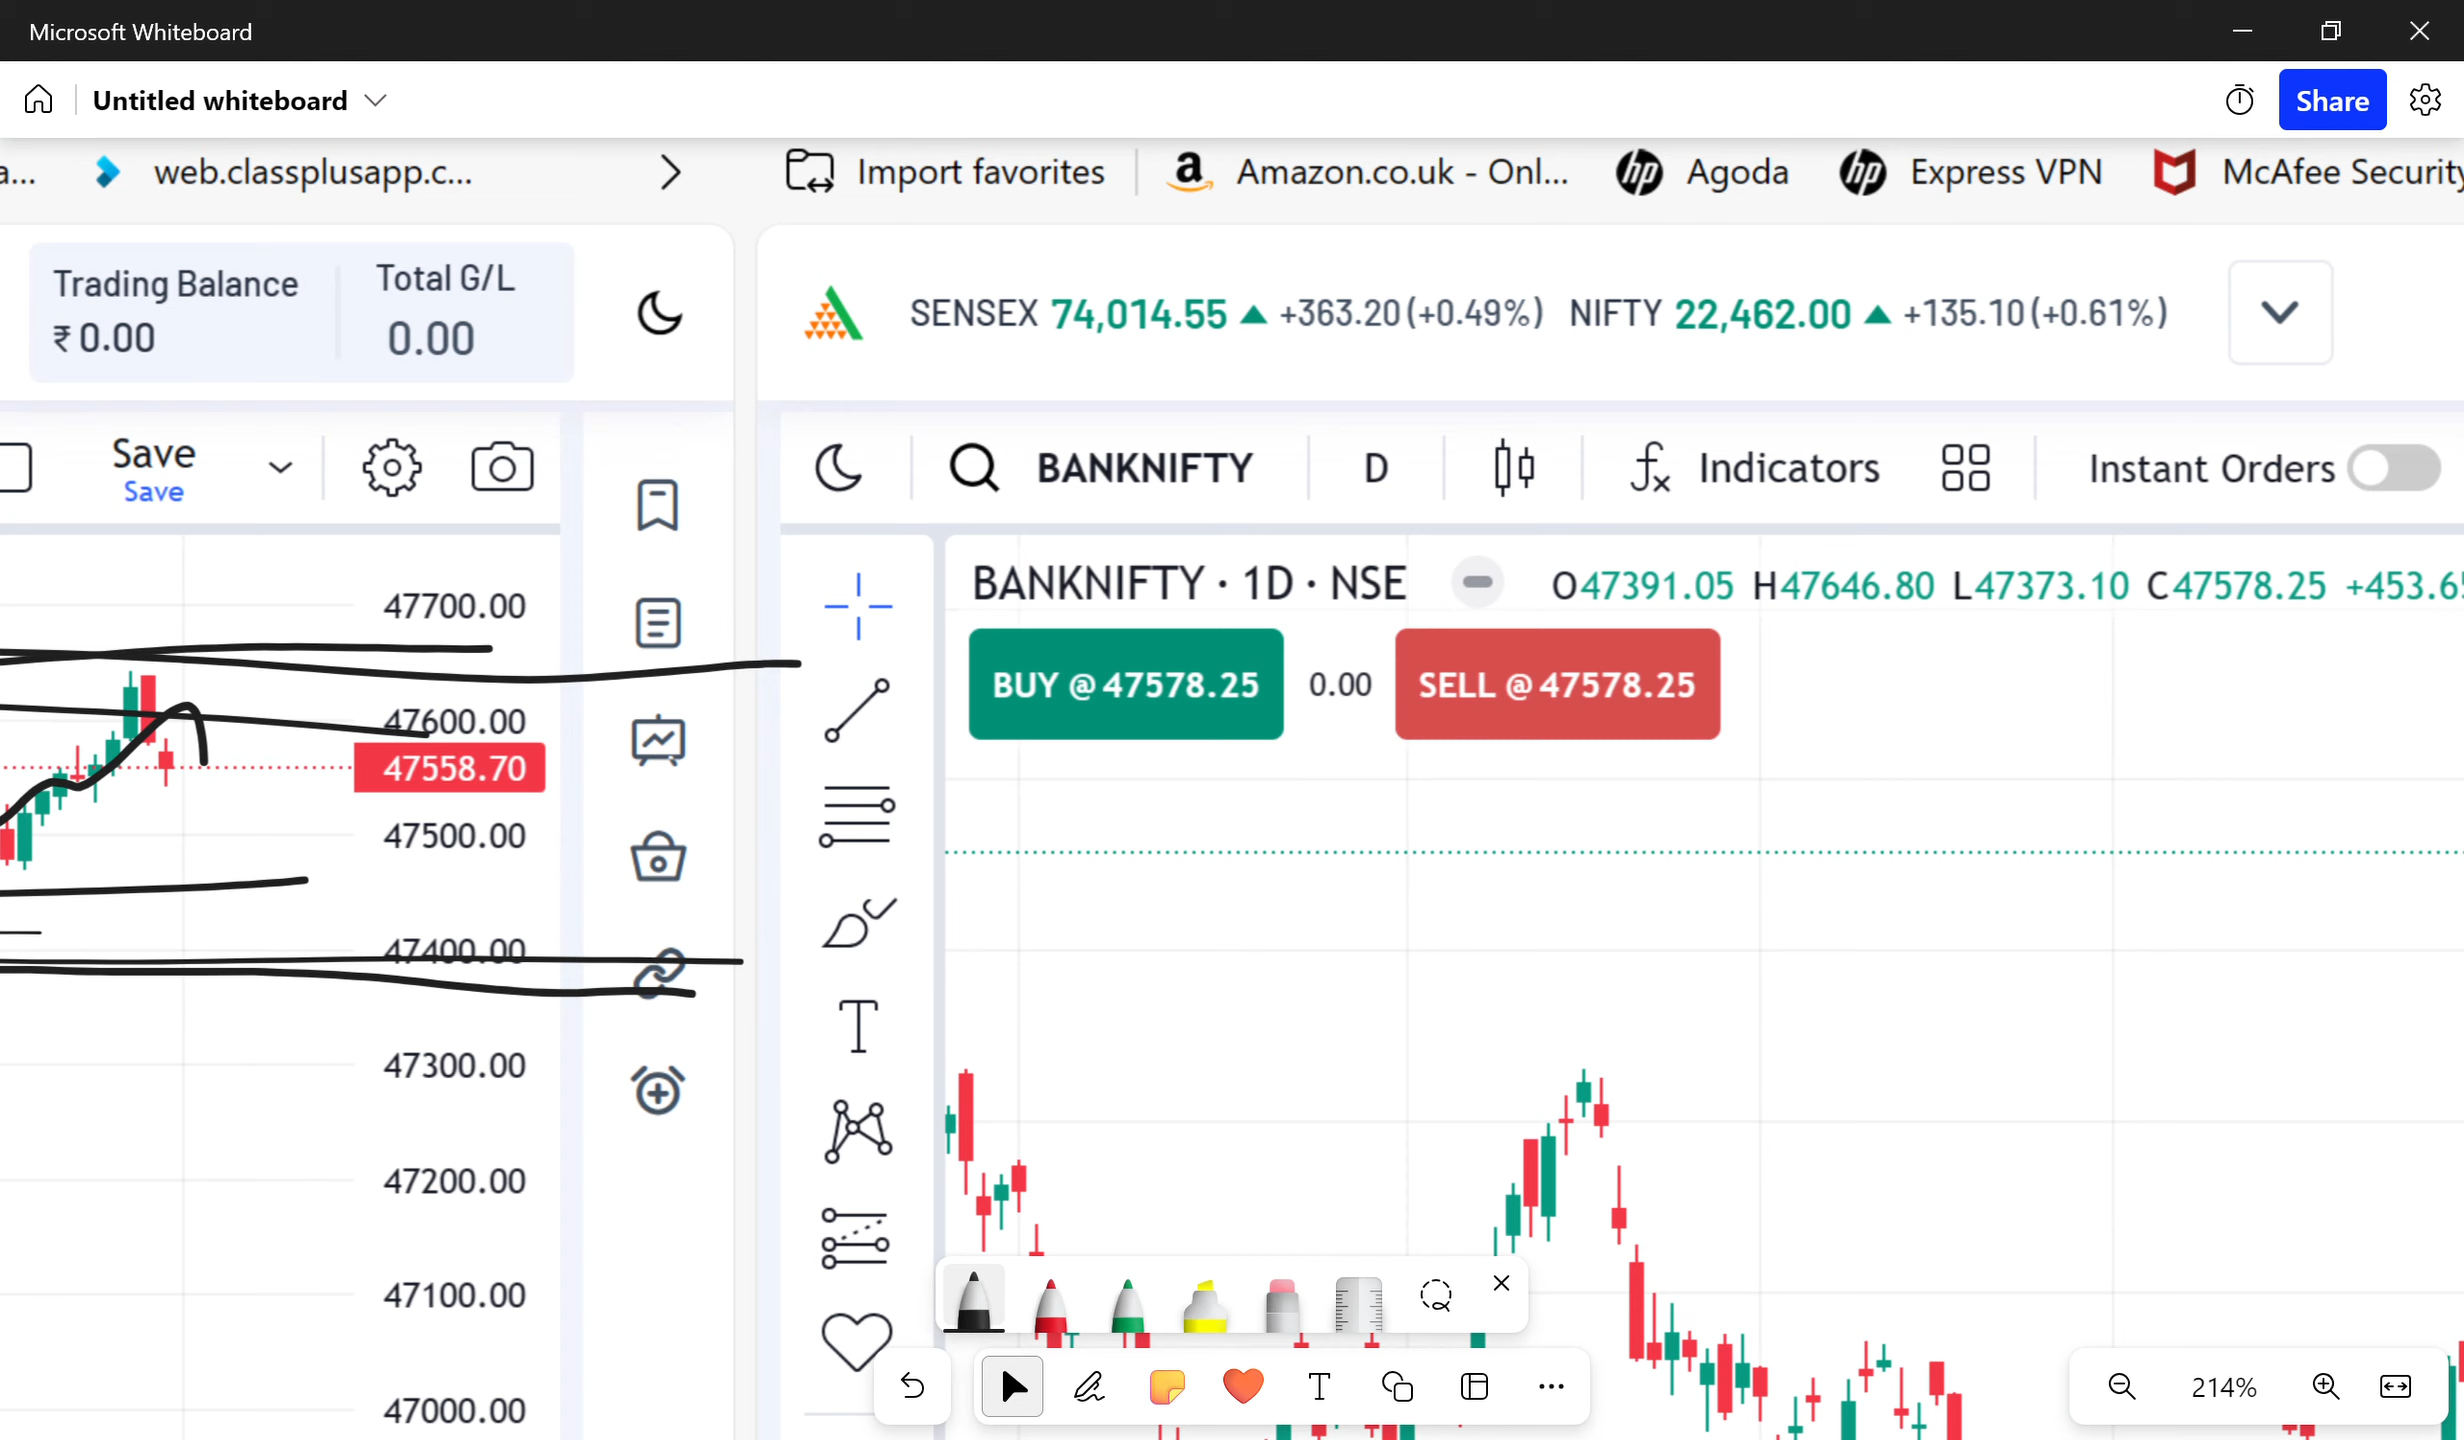 Microsoft Whiteboard
Untitled whiteboard
Share
a...
web.classplusapp.c...
Import favorites
Amazon.co.uk - Onl...
Agoda
Express VPN
McAfee Security
Trading Balance
₹ 0.00
Total G/L
0.00
SENSEX 74,014.55 +363.20 (+0.49%) NIFTY 22,462.00 +135.10 (+0.61%)
Save
Save
BANKNIFTY
D
Indicators
Instant Orders
BANKNIFTY · 1D · NSE
O47391.05 H47646.80 L47373.10 C47578.25 +453.6
BUY @ 47578.25
0.00
SELL @ 47578.25
47700.00
47600.00
47558.70
47500.00
47400.00
47300.00
47200.00
47100.00
47000.00
214%